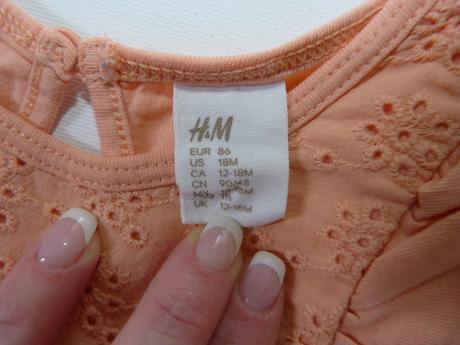 H&M
EUR 86
US 18M
CA 12-18M
CN 90/48
UK 12-18M